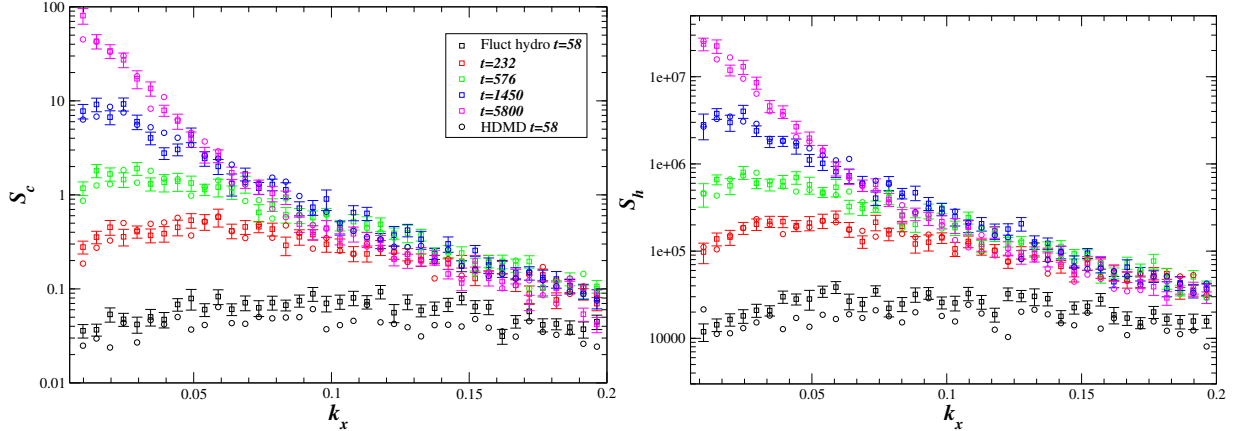 100
10
1
0.1
0.01
S_c
0.05
0.1
0.15
0.2
k_x
Fluct hydro t=58
t=232
t=576
t=1450
t=5800
HDMD t=58
1e+07
1e+06
1e+05
10000
S_h
0.05
0.1
0.15
0.2
k_x